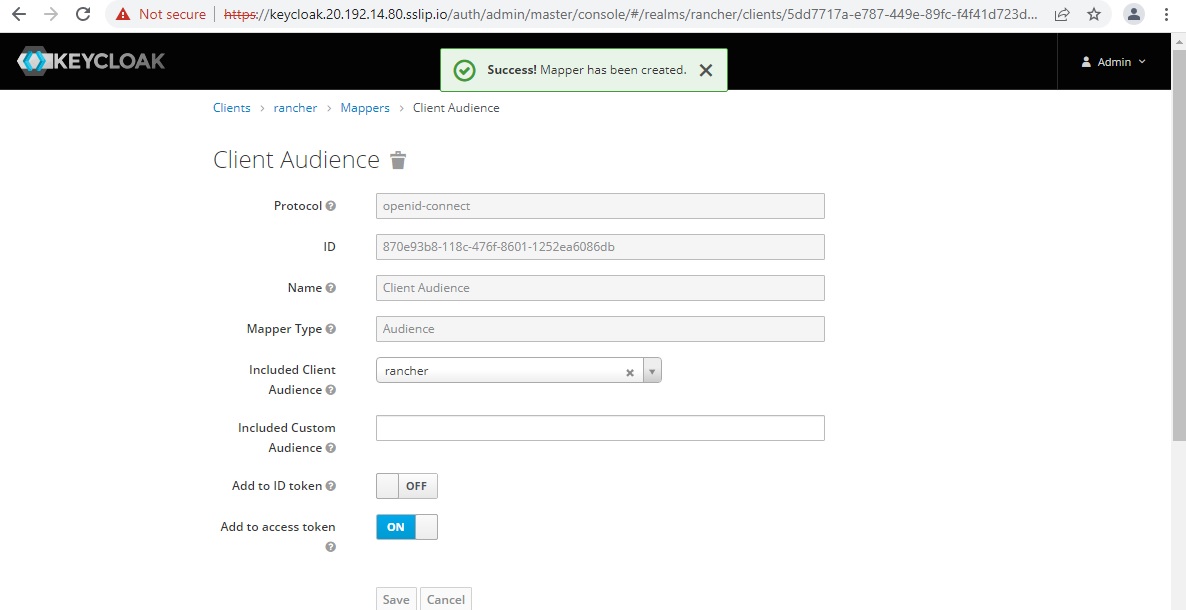 Not secure https://keycloak.20.192.14.80.sslip.io/auth/admin/master/console/#/realms/rancher/clients/5dd7717a-e787-449e-89fc-f4f41d723d...
KEYCLOAK
Success! Mapper has been created.
Admin
Clients > rancher > Mappers > Client Audience
Client Audience
Protocol openid-connect
ID 870e93b8-118c-476f-8601-1252ea6086db
Name Client Audience
Mapper Type Audience
Included Client Audience rancher
Included Custom Audience
Add to ID token OFF
Add to access token ON
Save Cancel